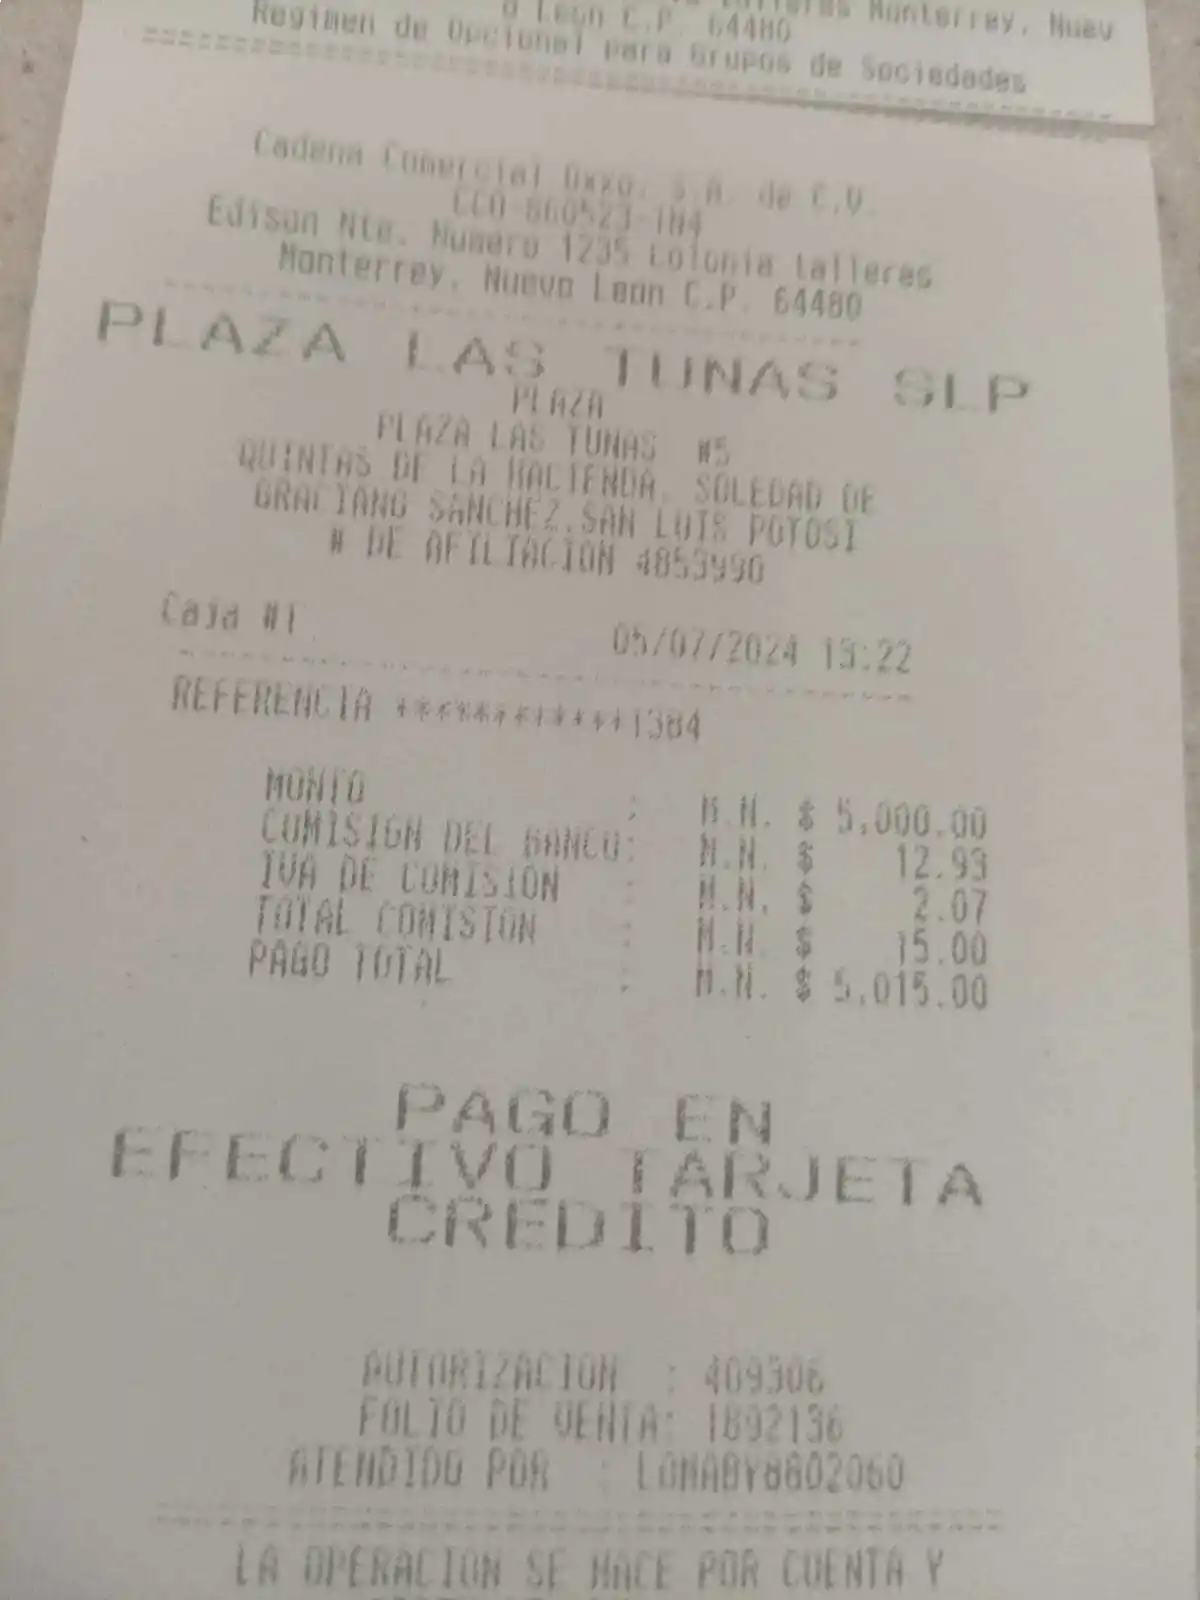 talleres Monterrey, Nuev
o Leon C.P. 64480
Regimen de Opcional para Grupos de Sociedades
Cadena Comercial Oxxo, S.A. de C.V.
CCO-860523-1N4
Edison Nte. Numero 1235 Colonia talleres
Monterrey, Nuevo Leon C.P. 64480
PLAZA LAS TUNAS SLP
PLAZA
PLAZA LAS TUNAS #5
QUINTAS DE LA HACIENDA, SOLEDAD DE
GRACIANO SANCHEZ,SAN LUIS POTOSI
# DE AFILIACION 4853990
Caja #1
05/07/2024 13:22
REFERENCIA ************1384
MONTO : M.N. $ 5,000.00
COMISION DEL BANCO: M.N. $ 12.93
IVA DE COMISION : M.N. $ 2.07
TOTAL COMISION : M.N. $ 15.00
PAGO TOTAL : M.N. $ 5,015.00
PAGO EN
EFECTIVO TARJETA
CREDITO
AUTORIZACION : 409306
FOLIO DE VENTA: 1892136
ATENDIDO POR : LOMABY8802060
LA OPERACION SE HACE POR CUENTA Y